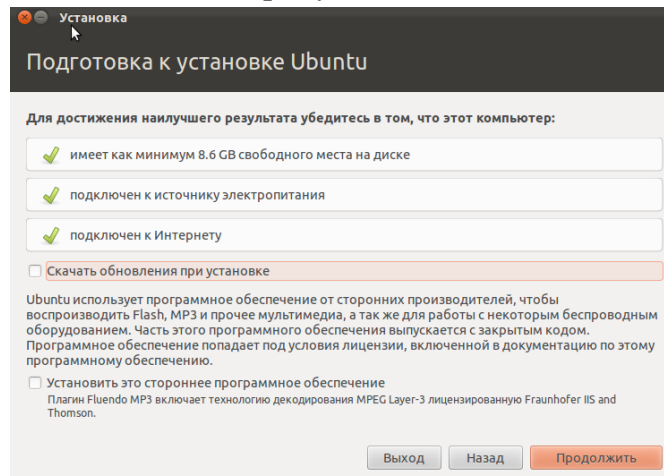 Установка
Подготовка к установке Ubuntu
Для достижения наилучшего результата убедитесь в том, что этот компьютер:
имеет как минимум 8.6 GB свободного места на диске
подключен к источнику электропитания
подключен к Интернету
Скачать обновления при установке
Ubuntu использует программное обеспечение от сторонних производителей, чтобы
воспроизводить Flash, MP3 и прочее мультимедиа, а так же для работы с некоторым беспроводным
оборудованием. Часть этого программного обеспечения выпускается с закрытым кодом.
Программное обеспечение попадает под условия лицензии, включенной в документацию по этому
программному обеспечению.
Установить это стороннее программное обеспечение
Плагин Fluendo MP3 включает технологию декодирования MPEG Layer-3 лицензированную Fraunhofer IIS and
Thomson.
Выход Назад Продолжить